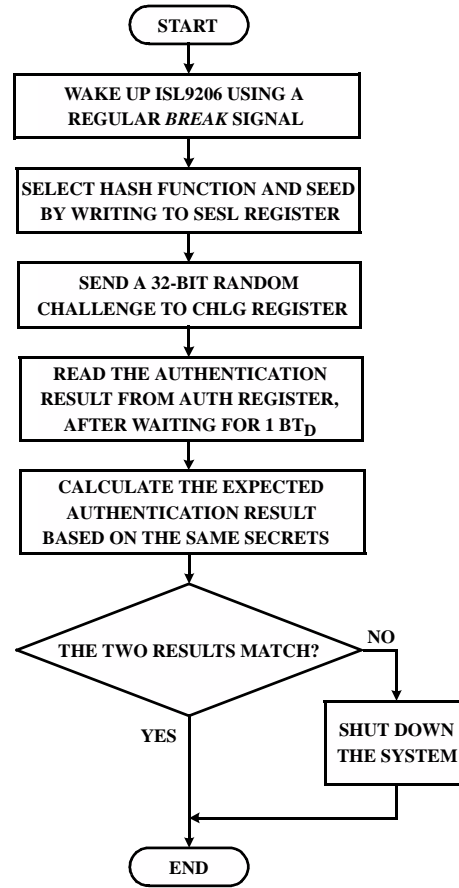 START
WAKE UP ISL9206 USING A
REGULAR BREAK SIGNAL
SELECT HASH FUNCTION AND SEED
BY WRITING TO SESL REGISTER
SEND A 32-BIT RANDOM
CHALLENGE TO CHLG REGISTER
READ THE AUTHENTICATION
RESULT FROM AUTH REGISTER,
AFTER WAITING FOR 1 BTD
CALCULATE THE EXPECTED
AUTHENTICATION RESULT
BASED ON THE SAME SECRETS
THE TWO RESULTS MATCH?
NO
YES
SHUT DOWN
THE SYSTEM
END